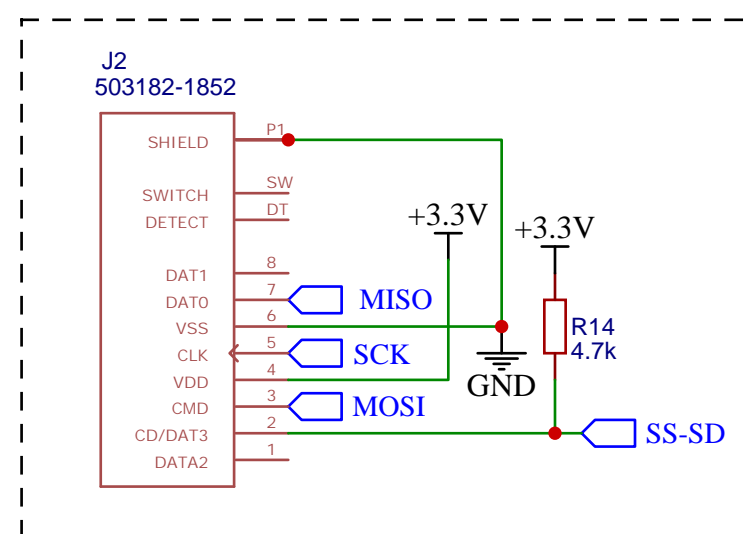 J2
503182-1852
SHIELD P1
SWITCH SW
DETECT DT
+3.3V
+3.3V
DAT1 8
DAT0 7 MISO
VSS 6
CLK 5 SCK
VDD 4
CMD 3 MOSI
CD/DAT3 2
DATA2 1
GND
R14
4.7k
SS-SD